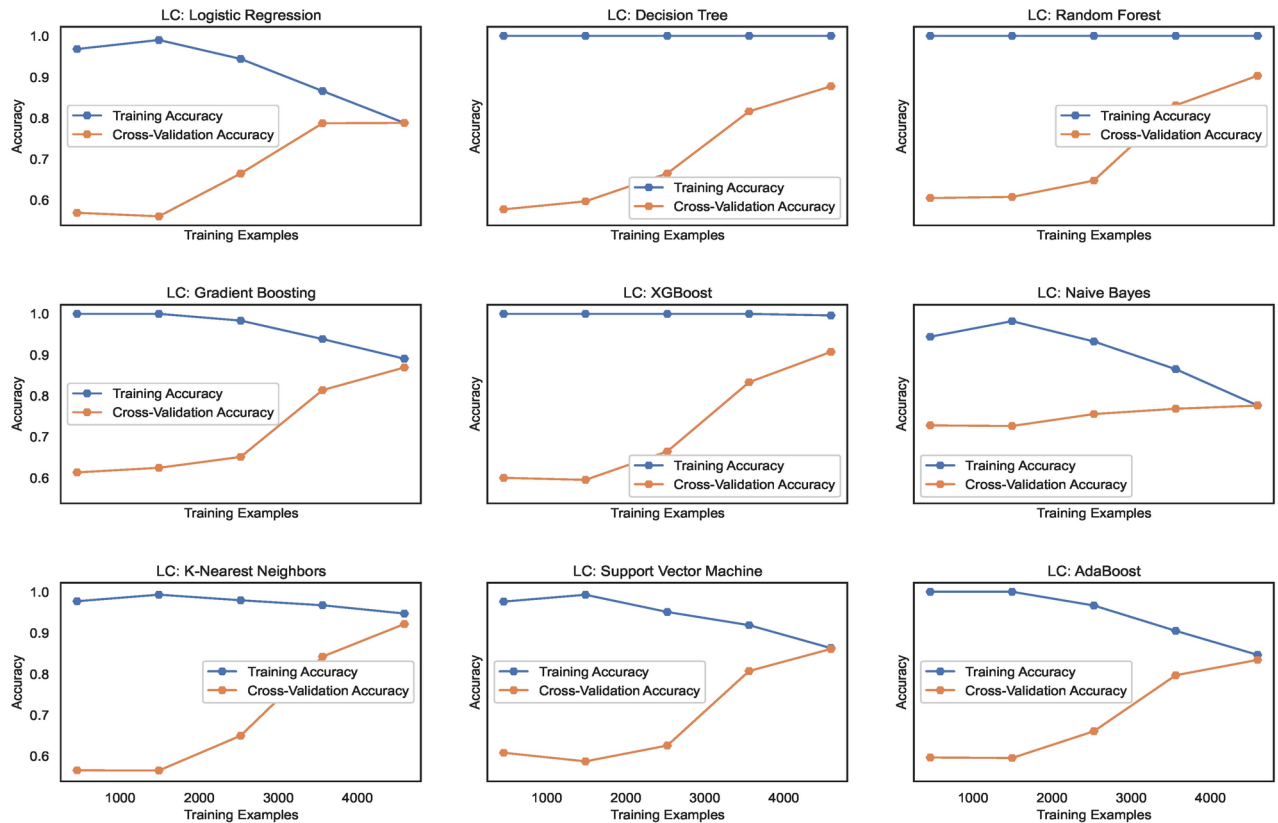 LC: Logistic Regression
Accuracy
1.0
0.9
0.8
0.7
0.6
Training Accuracy
Cross-Validation Accuracy
Training Examples
LC: Decision Tree
Accuracy
Training Accuracy
Cross-Validation Accuracy
Training Examples
LC: Random Forest
Accuracy
Training Accuracy
Cross-Validation Accuracy
Training Examples
LC: Gradient Boosting
Accuracy
1.0
0.9
0.8
0.7
0.6
Training Accuracy
Cross-Validation Accuracy
Training Examples
LC: XGBoost
Accuracy
Training Accuracy
Cross-Validation Accuracy
Training Examples
LC: Naive Bayes
Accuracy
Training Accuracy
Cross-Validation Accuracy
Training Examples
LC: K-Nearest Neighbors
Accuracy
1.0
0.9
0.8
0.7
0.6
Training Accuracy
Cross-Validation Accuracy
1000 2000 3000 4000
Training Examples
LC: Support Vector Machine
Accuracy
Training Accuracy
Cross-Validation Accuracy
1000 2000 3000 4000
Training Examples
LC: AdaBoost
Accuracy
Training Accuracy
Cross-Validation Accuracy
1000 2000 3000 4000
Training Examples